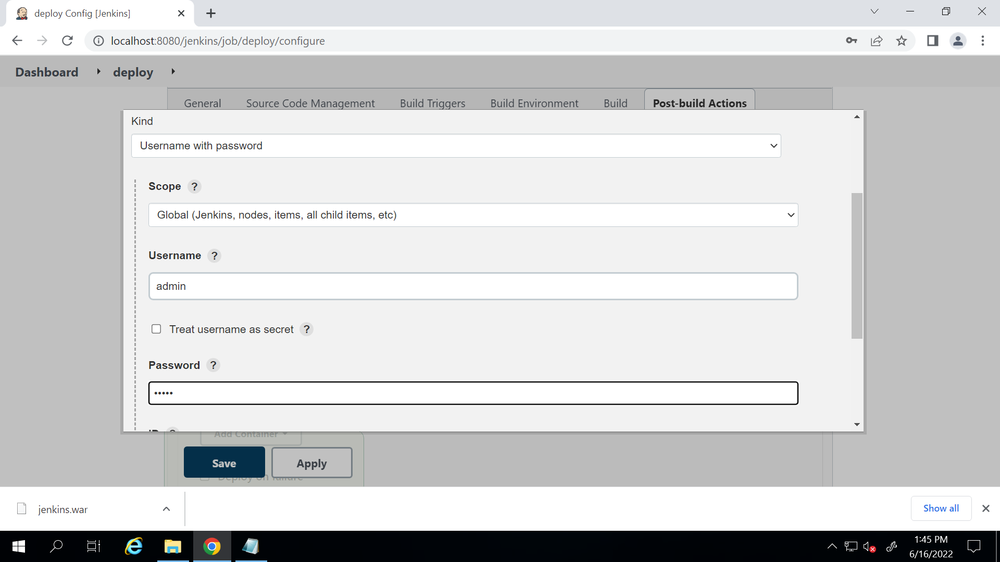 deploy Config [Jenkins]
localhost:8080/jenkins/job/deploy/configure
Dashboard
deploy
General
Source Code Management
Build Triggers
Build Environment
Build
Post-build Actions
Kind
Username with password
Scope ?
Global (Jenkins, nodes, items, all child items, etc)
Username ?
admin
Treat username as secret ?
Password ?
•••••
Add Container
Save
Apply
Deploy on failure
jenkins.war
Show all
1:45 PM
6/16/2022